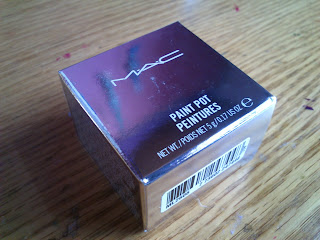 MAC
PAINT POT
PEINTURES
NET WT./POIDS NET 5 g/0.17 US OZ ℮